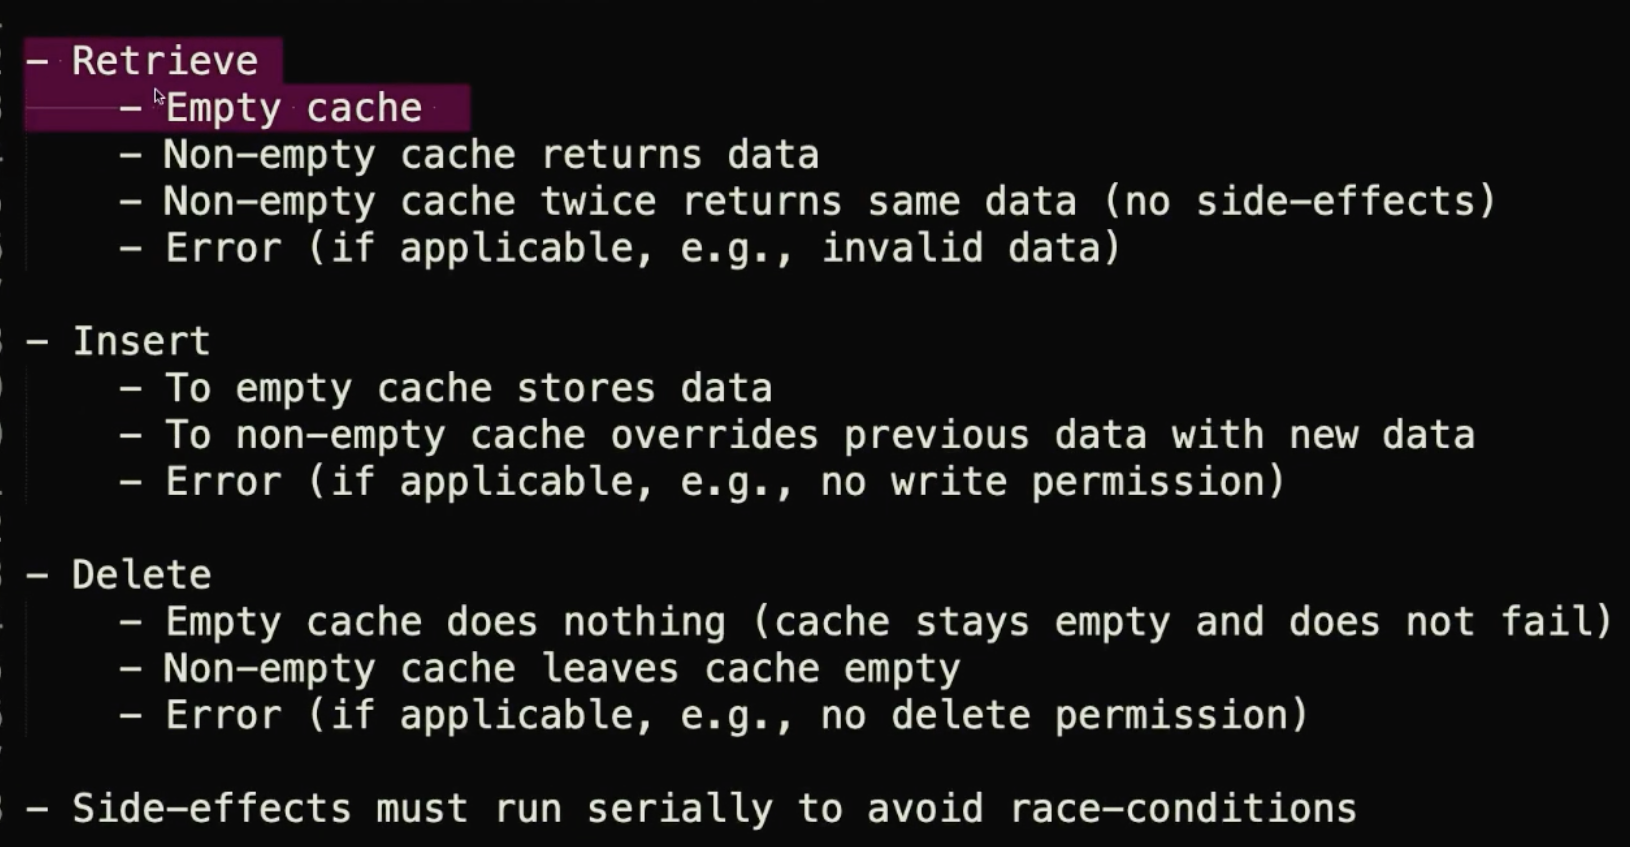 - Retrieve
- Empty cache
- Non-empty cache returns data
- Non-empty cache twice returns same data (no side-effects)
- Error (if applicable, e.g., invalid data)
- Insert
- To empty cache stores data
- To non-empty cache overrides previous data with new data
- Error (if applicable, e.g., no write permission)
- Delete
- Empty cache does nothing (cache stays empty and does not fail)
- Non-empty cache leaves cache empty
- Error (if applicable, e.g., no delete permission)
- Side-effects must run serially to avoid race-conditions